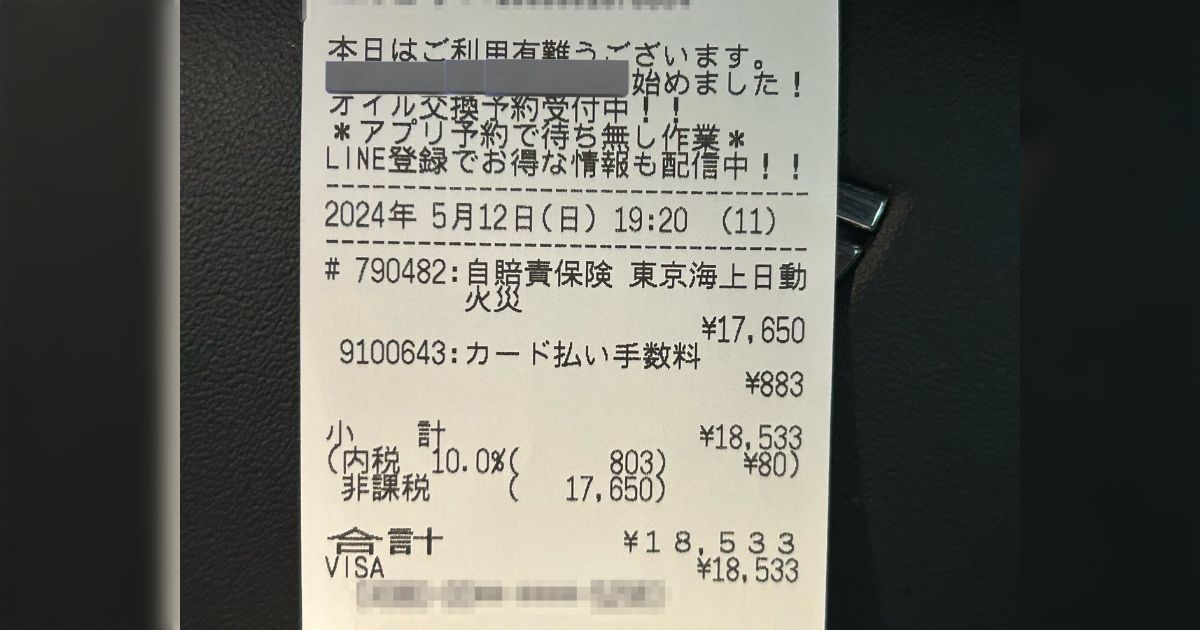 本日はご利用有難うございます。
始めました!
オイル交換予約受付中!!
*アプリ予約で待ち無し作業*
LINE登録でお得な情報も配信中!!
2024年 5月12日(日) 19:20 (11)
# 790482:自賠責保険 東京海上日動
火災
¥17,650
9100643:カード払い手数料
¥883
小 計 ¥18,533
(内税 10.0%( 803) ¥80)
非課税 ( 17,650)
合計 ¥18,533
VISA ¥18,533